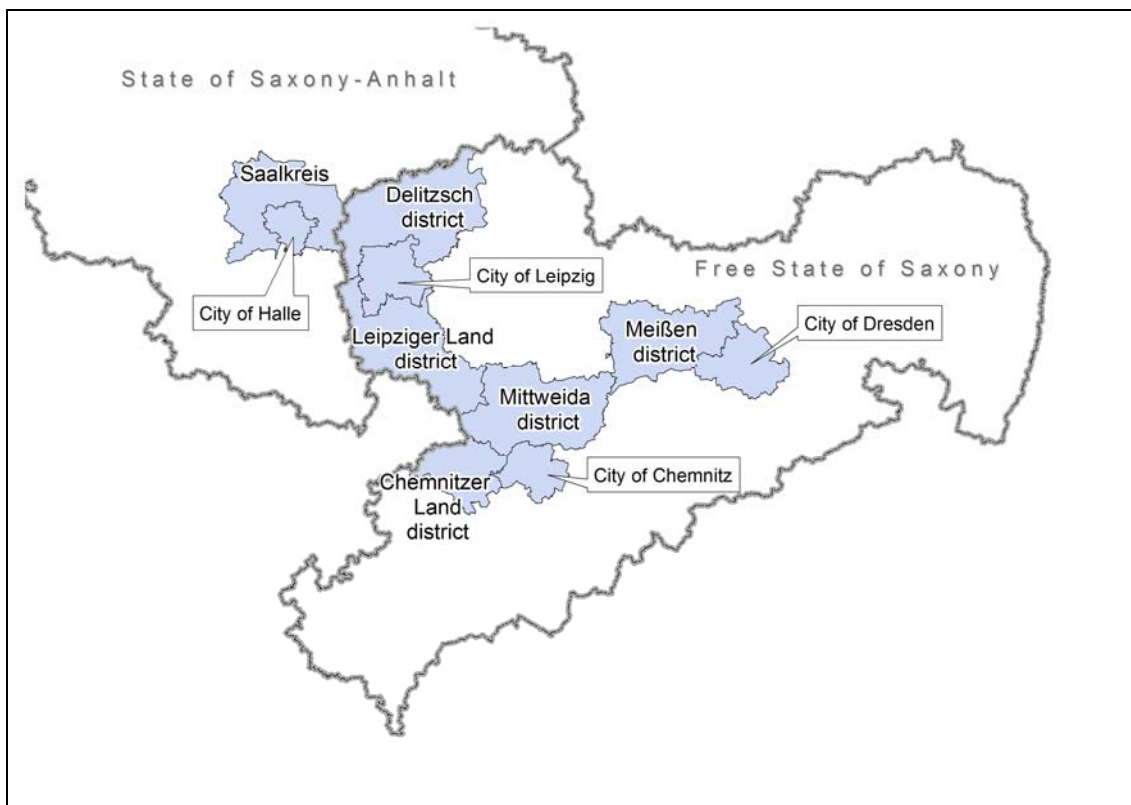 State of Saxony-Anhalt
Saalkreis
Delitzsch
district
City of Leipzig
Free State of Saxony
City of Halle
Leipziger Land
district
Meißen
district
City of Dresden
Mittweida
district
City of Chemnitz
Chemnitzer
Land
district